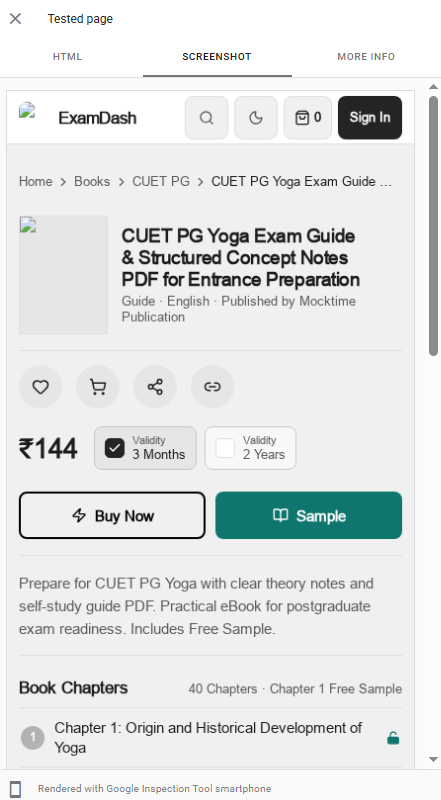 Tested page
HTML
SCREENSHOT
MORE INFO
ExamDash
0
Sign In
Home > Books > CUET PG > CUET PG Yoga Exam Guide ...
CUET PG Yoga Exam Guide
& Structured Concept Notes
PDF for Entrance Preparation
Guide · English · Published by Mocktime
Publication
₹144
Validity
3 Months
Validity
2 Years
Buy Now
Sample
Prepare for CUET PG Yoga with clear theory notes and
self-study guide PDF. Practical eBook for postgraduate
exam readiness. Includes Free Sample.
Book Chapters
40 Chapters · Chapter 1 Free Sample
1
Chapter 1: Origin and Historical Development of
Yoga
Rendered with Google Inspection Tool smartphone